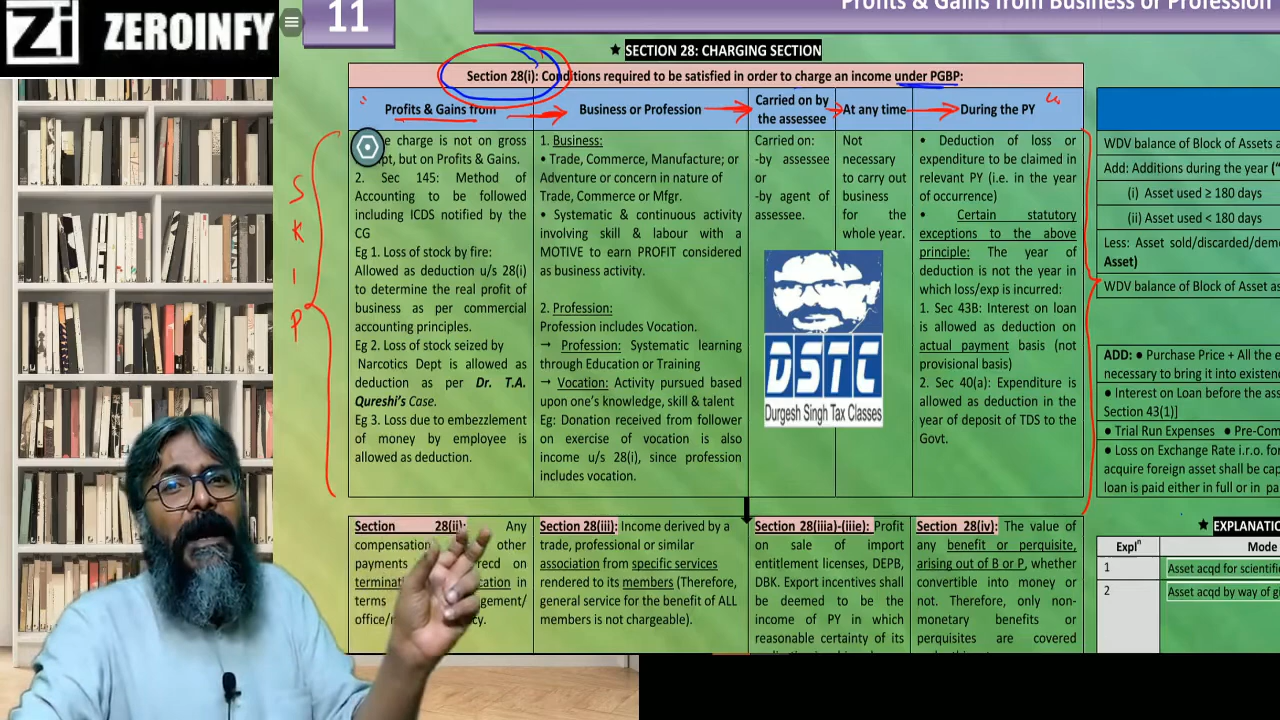 Zi ZEROINFY
11
Profits & Gains from Business or Profession
★ SECTION 28: CHARGING SECTION
Section 28(i): Conditions required to be satisfied in order to charge an income under PGBP:
Profits & Gains from
Business or Profession
Carried on by
the assessee
At any time
During the PY
e charge is not on gross
pt, but on Profits & Gains.
2. Sec 145: Method of
Accounting to be followed
including ICDS notified by the
CG
Eg 1. Loss of stock by fire:
Allowed as deduction u/s 28(i)
to determine the real profit of
business as per commercial
accounting principles.
Eg 2. Loss of stock seized by
Narcotics Dept is allowed as
deduction as per Dr. T.A.
Qureshi's Case.
Eg 3. Loss due to embezzlement
of money by employee is
allowed as deduction.
1. Business:
• Trade, Commerce, Manufacture; or
Adventure or concern in nature of
Trade, Commerce or Mfgr.
• Systematic & continuous activity
involving skill & labour with a
MOTIVE to earn PROFIT considered
as business activity.
2. Profession:
Profession includes Vocation.
→ Profession: Systematic learning
through Education or Training
→ Vocation: Activity pursued based
upon one's knowledge, skill & talent
Eg: Donation received from follower
on exercise of vocation is also
income u/s 28(i), since profession
includes vocation.
Carried on:
-by assessee
or
-by agent of
assessee.
Not
necessary
to carry out
business
for the
whole year.
• Deduction of loss or
expenditure to be claimed in
relevant PY (i.e. in the year
of occurrence)
• Certain statutory
exceptions to the above
principle: The year of
deduction is not the year in
which loss/exp is incurred:
1. Sec 43B: Interest on loan
is allowed as deduction on
actual payment basis (not
provisional basis)
2. Sec 40(a): Expenditure is
allowed as deduction in the
year of deposit of TDS to the
Govt.
S
K
I
P
DSTC
Durgesh Singh Tax Classes
Section 28(ii): Any
compensation other
payments recd on
in
terms
office/
Section 28(iii): Income derived by a
trade, professional or similar
association from specific services
rendered to its members (Therefore,
general service for the benefit of ALL
members is not chargeable).
Section 28(iiia)-(iiie): Profit
on sale of import
entitlement licenses, DEPB,
DBK. Export incentives shall
be deemed to be the
income of PY in which
reasonable certainty of its
Section 28(iv): The value of
any benefit or perquisite,
arising out of B or P, whether
convertible into money or
not. Therefore, only non-
monetary benefits or
perquisites are covered
WDV balance of Block of Assets a
Add: Additions during the year ("
(i) Asset used ≥ 180 days
(ii) Asset used < 180 days
Less: Asset sold/discarded/dem
Asset)
WDV balance of Block of Asset as
ADD: • Purchase Price + All the e
necessary to bring it into existen
• Interest on Loan before the ass
Section 43(1)]
• Trial Run Expenses • Pre-Com
• Loss on Exchange Rate i.r.o. fo
acquire foreign asset shall be cap
loan is paid either in full or in pa
★ EXPLANATIO
Explⁿ Mode
1 Asset acqd for scientifi
2 Asset acqd by way of gi